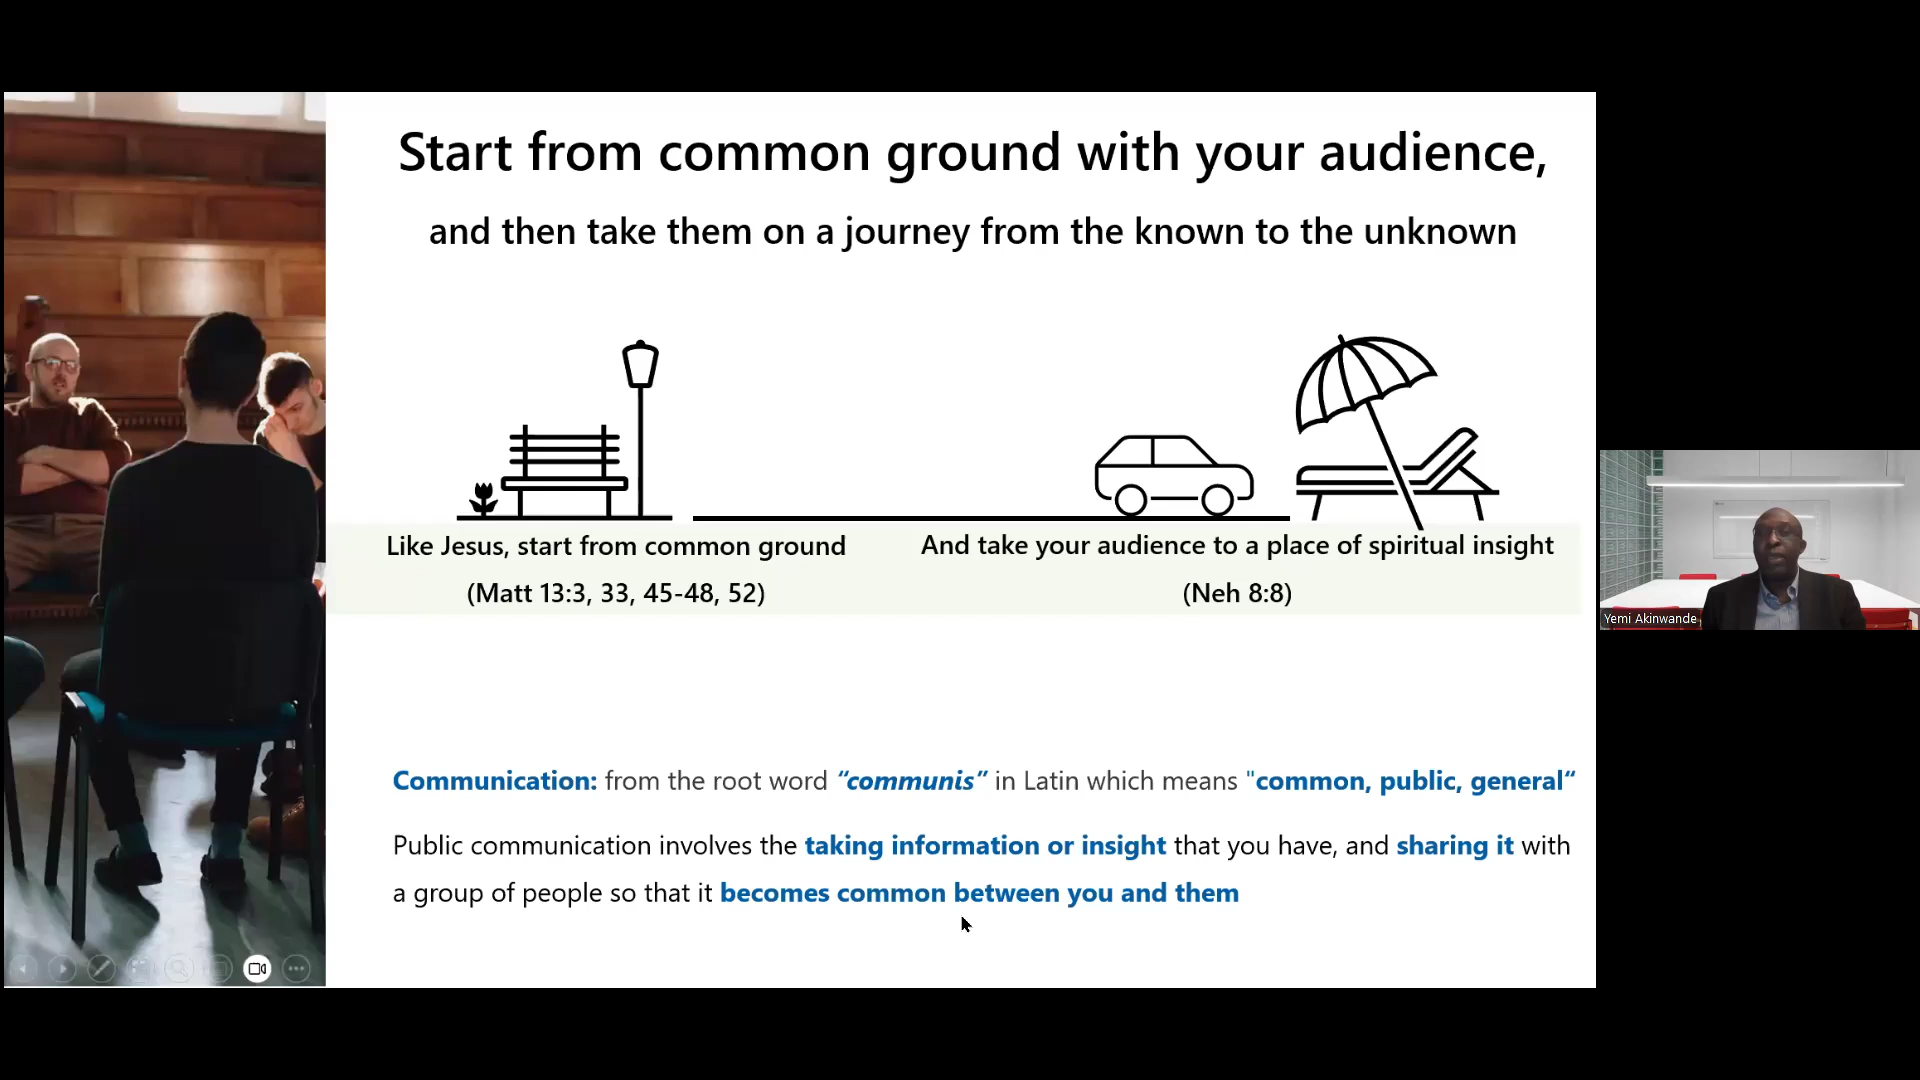 Start from common ground with your audience,
and then take them on a journey from the known to the unknown
Like Jesus, start from common ground
(Matt 13:3, 33, 45-48, 52)
And take your audience to a place of spiritual insight
(Neh 8:8)
Communication: from the root word “communis” in Latin which means "common, public, general“
Public communication involves the taking information or insight that you have, and sharing it with
a group of people so that it becomes common between you and them
Yemi Akinwande